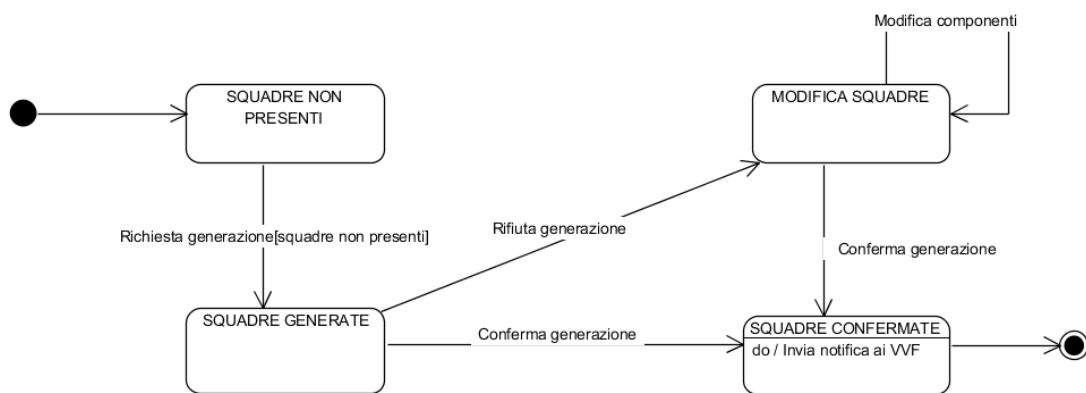 Modifica componenti
SQUADRE NON
PRESENTI
MODIFICA SQUADRE
Richiesta generazione[squadre non presenti]
Rifiuta generazione
Conferma generazione
SQUADRE GENERATE
Conferma generazione
SQUADRE CONFERMATE
do / Invia notifica ai VVF